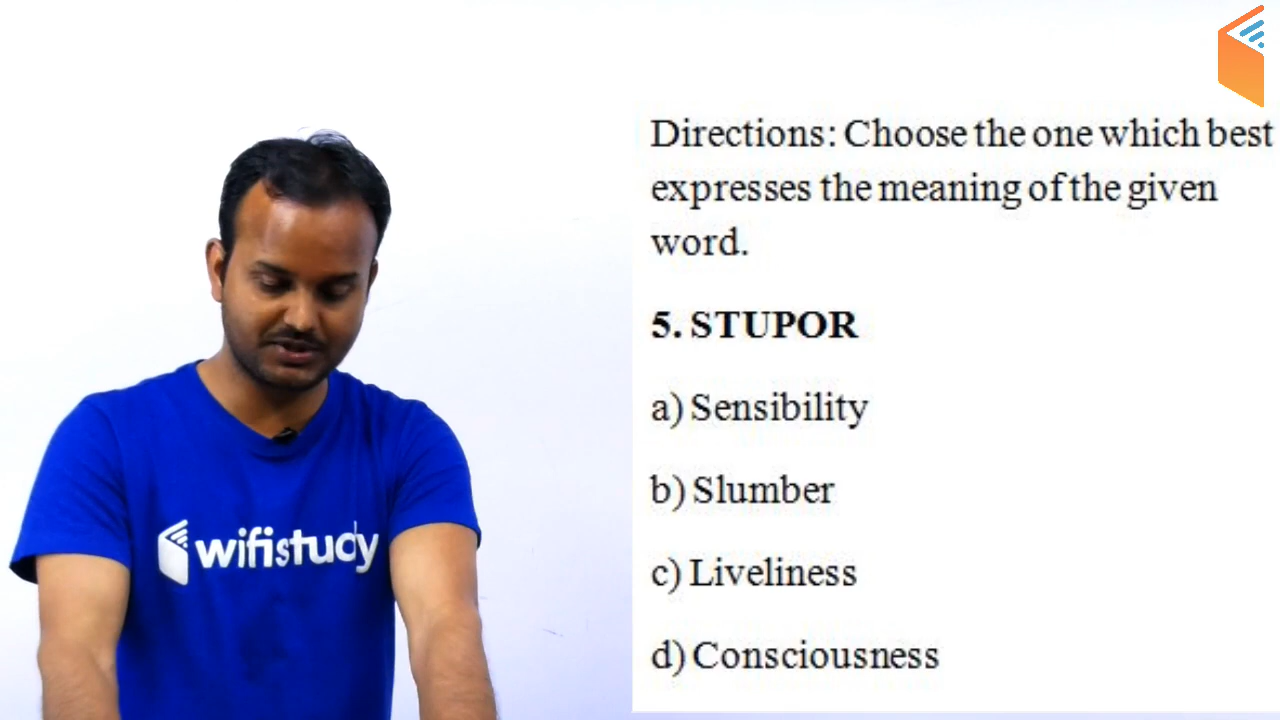 Directions: Choose the one which best
expresses the meaning of the given
word.
5. STUPOR
a) Sensibility
b) Slumber
c) Liveliness
d) Consciousness
wifistudy